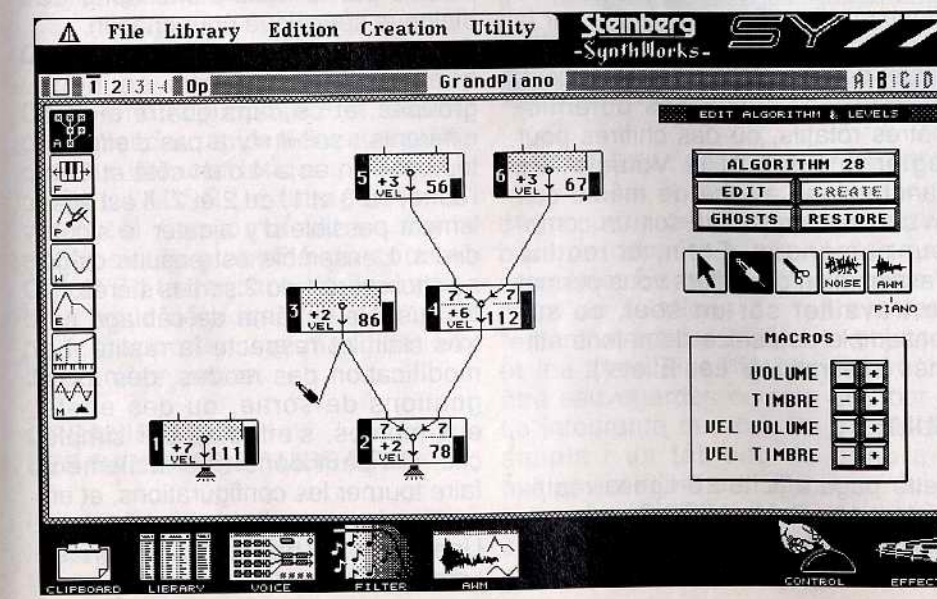 File Library Edition Creation Utility
Steinberg
-SynthWorks-
SY77
1 2 3 4 Op
GrandPiano
A B C D
EDIT ALGORITHM & LEVELS
ALGORITHM 28
EDIT CREATE
GHOSTS RESTORE
NOISE AWM
PIANO
MACROS
VOLUME - +
TIMBRE - +
VEL VOLUME - +
VEL TIMBRE - +
A
F
P
W
E
K
M
5 +3 VEL 56
6 +3 VEL 67
3 +2 VEL 86
4 7 7 +6 VEL 112
1 +7 VEL 111
2 7 7 +2 VEL 78
CLIPBOARD LIBRARY VOICE FILTER AWM CONTROL EFFECT